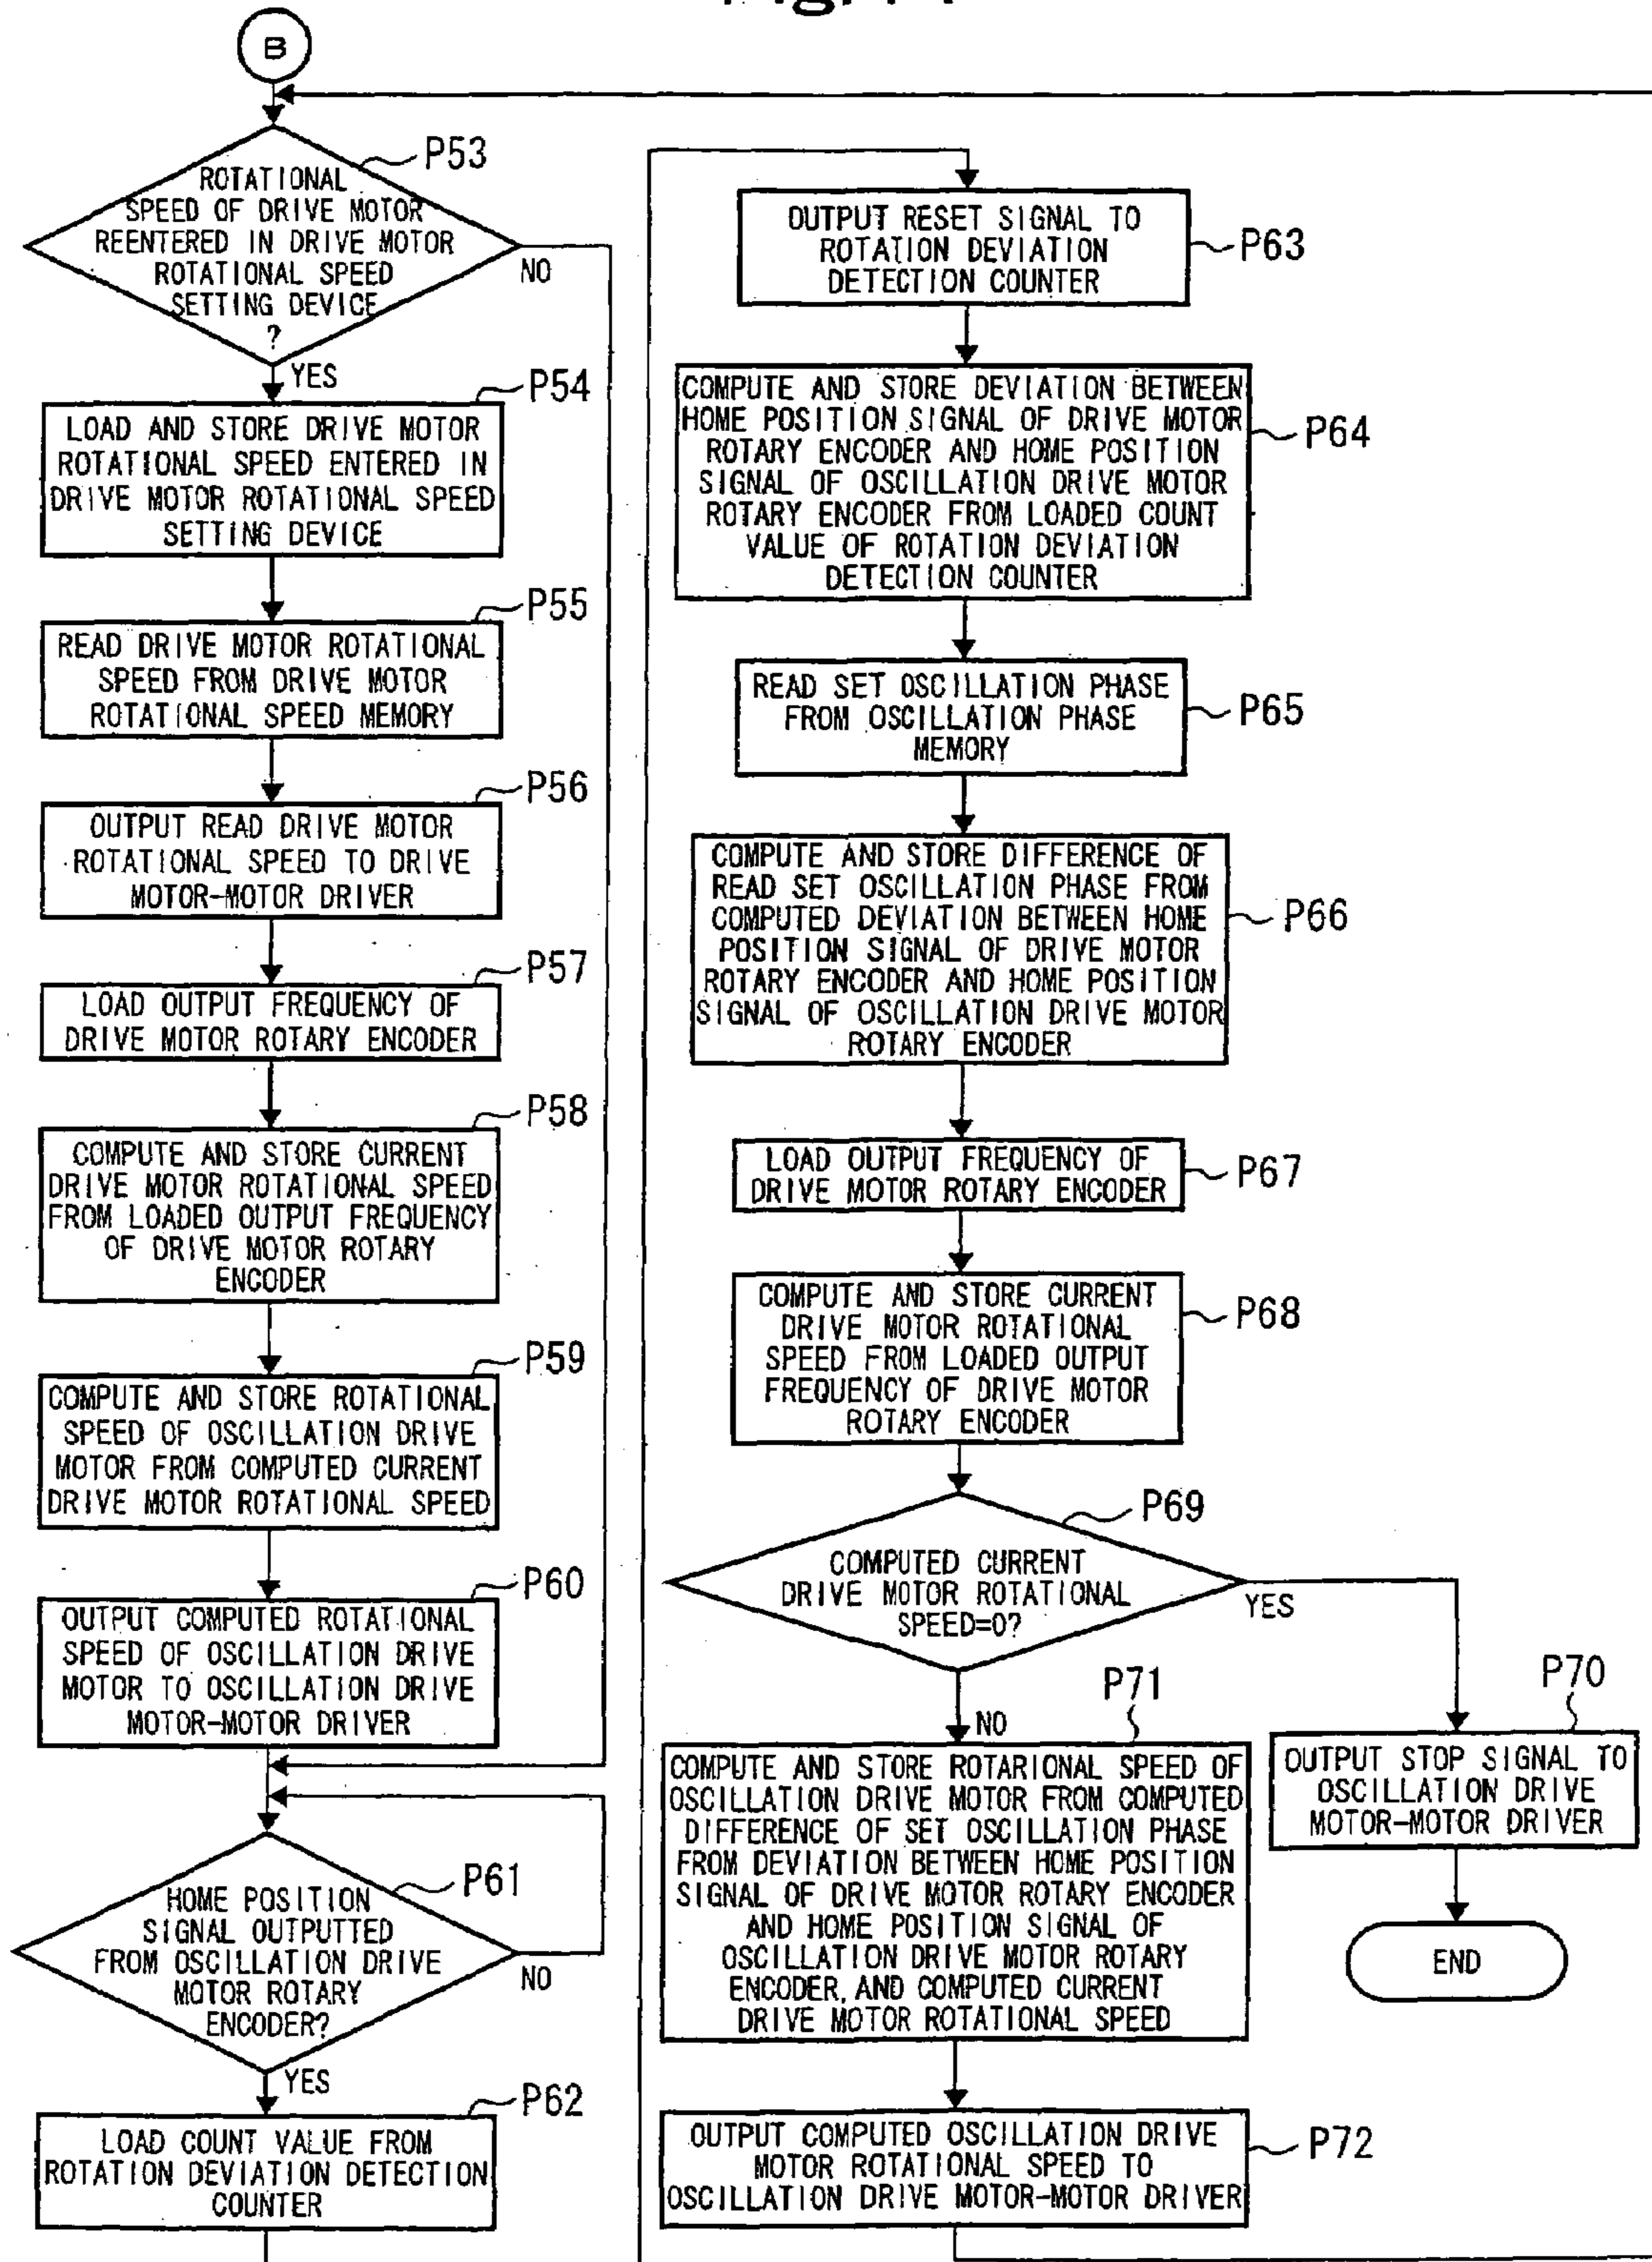 B
P53
ROTATIONAL
SPEED OF DRIVE MOTOR
REENTERED IN DRIVE MOTOR
ROTATIONAL SPEED
SETTING DEVICE
?
NO
YES
P54
LOAD AND STORE DRIVE MOTOR
ROTATIONAL SPEED ENTERED IN
DRIVE MOTOR ROTATIONAL SPEED
SETTING DEVICE
P55
READ DRIVE MOTOR ROTATIONAL
SPEED FROM DRIVE MOTOR
ROTATIONAL SPEED MEMORY
P56
OUTPUT READ DRIVE MOTOR
ROTATIONAL SPEED TO DRIVE
MOTOR-MOTOR DRIVER
P57
LOAD OUTPUT FREQUENCY OF
DRIVE MOTOR ROTARY ENCODER
P58
COMPUTE AND STORE CURRENT
DRIVE MOTOR ROTATIONAL SPEED
FROM LOADED OUTPUT FREQUENCY
OF DRIVE MOTOR ROTARY
ENCODER
P59
COMPUTE AND STORE ROTATIONAL
SPEED OF OSCILLATION DRIVE
MOTOR FROM COMPUTED CURRENT
DRIVE MOTOR ROTATIONAL SPEED
P60
OUTPUT COMPUTED ROTATIONAL
SPEED OF OSCILLATION DRIVE
MOTOR TO OSCILLATION DRIVE
MOTOR-MOTOR DRIVER
P61
HOME POSITION
SIGNAL OUTPUTTED
FROM OSCILLATION DRIVE
MOTOR ROTARY
ENCODER?
NO
YES
P62
LOAD COUNT VALUE FROM
ROTATION DEVIATION DETECTION
COUNTER
OUTPUT RESET SIGNAL TO
ROTATION DEVIATION
DETECTION COUNTER
P63
COMPUTE AND STORE DEVIATION BETWEEN
HOME POSITION SIGNAL OF DRIVE MOTOR
ROTARY ENCODER AND HOME POSITION
SIGNAL OF OSCILLATION DRIVE MOTOR
ROTARY ENCODER FROM LOADED COUNT
VALUE OF ROTATION DEVIATION
DETECTION COUNTER
P64
READ SET OSCILLATION PHASE
FROM OSCILLATION PHASE
MEMORY
P65
COMPUTE AND STORE DIFFERENCE OF
READ SET OSCILLATION PHASE FROM
COMPUTED DEVIATION BETWEEN HOME
POSITION SIGNAL OF DRIVE MOTOR
ROTARY ENCODER AND HOME POSITION
SIGNAL OF OSCILLATION DRIVE MOTOR
ROTARY ENCODER
P66
LOAD OUTPUT FREQUENCY OF
DRIVE MOTOR ROTARY ENCODER
P67
COMPUTE AND STORE CURRENT
DRIVE MOTOR ROTATIONAL
SPEED FROM LOADED OUTPUT
FREQUENCY OF DRIVE MOTOR
ROTARY ENCODER
P68
P69
COMPUTED CURRENT
DRIVE MOTOR ROTATIONAL
SPEED=0?
YES
NO
P70
OUTPUT STOP SIGNAL TO
OSCILLATION DRIVE
MOTOR-MOTOR DRIVER
END
P71
COMPUTE AND STORE ROTARIONAL SPEED OF
OSCILLATION DRIVE MOTOR FROM COMPUTED
DIFFERENCE OF SET OSCILLATION PHASE
FROM DEVIATION BETWEEN HOME POSITION
SIGNAL OF DRIVE MOTOR ROTARY ENCODER
AND HOME POSITION SIGNAL OF
OSCILLATION DRIVE MOTOR ROTARY
ENCODER, AND COMPUTED CURRENT
DRIVE MOTOR ROTATIONAL SPEED
OUTPUT COMPUTED OSCILLATION DRIVE
MOTOR ROTATIONAL SPEED TO
OSCILLATION DRIVE MOTOR-MOTOR DRIVER
P72